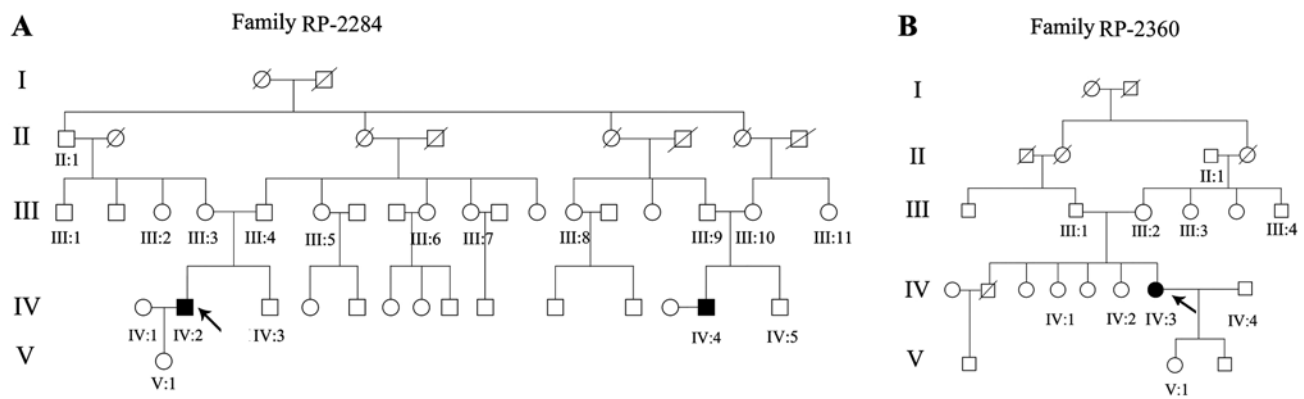 A Family RP-2284
I
II
II:1
III
III:1 III:2 III:3 III:4 III:5 III:6 III:7 III:8 III:9 III:10 III:11
IV
IV:1 IV:2 IV:3 IV:4 IV:5
V
V:1
B Family RP-2360
I
II
II:1
III
III:1 III:2 III:3 III:4
IV
IV:1 IV:2 IV:3 IV:4
V
V:1